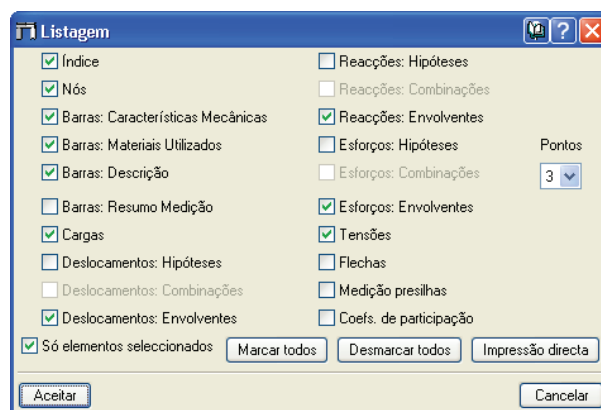 Listagem
Índice
Nós
Barras: Características Mecânicas
Barras: Materiais Utilizados
Barras: Descrição
Barras: Resumo Medição
Cargas
Deslocamentos: Hipóteses
Deslocamentos: Combinações
Deslocamentos: Envolventes
Reacções: Hipóteses
Reacções: Combinações
Reacções: Envolventes
Esforços: Hipóteses
Esforços: Combinações
Esforços: Envolventes
Tensões
Flechas
Medição presilhas
Coefs. de participação
Pontos
3
Só elementos seleccionados
Marcar todos
Desmarcar todos
Impressão directa
Aceitar
Cancelar